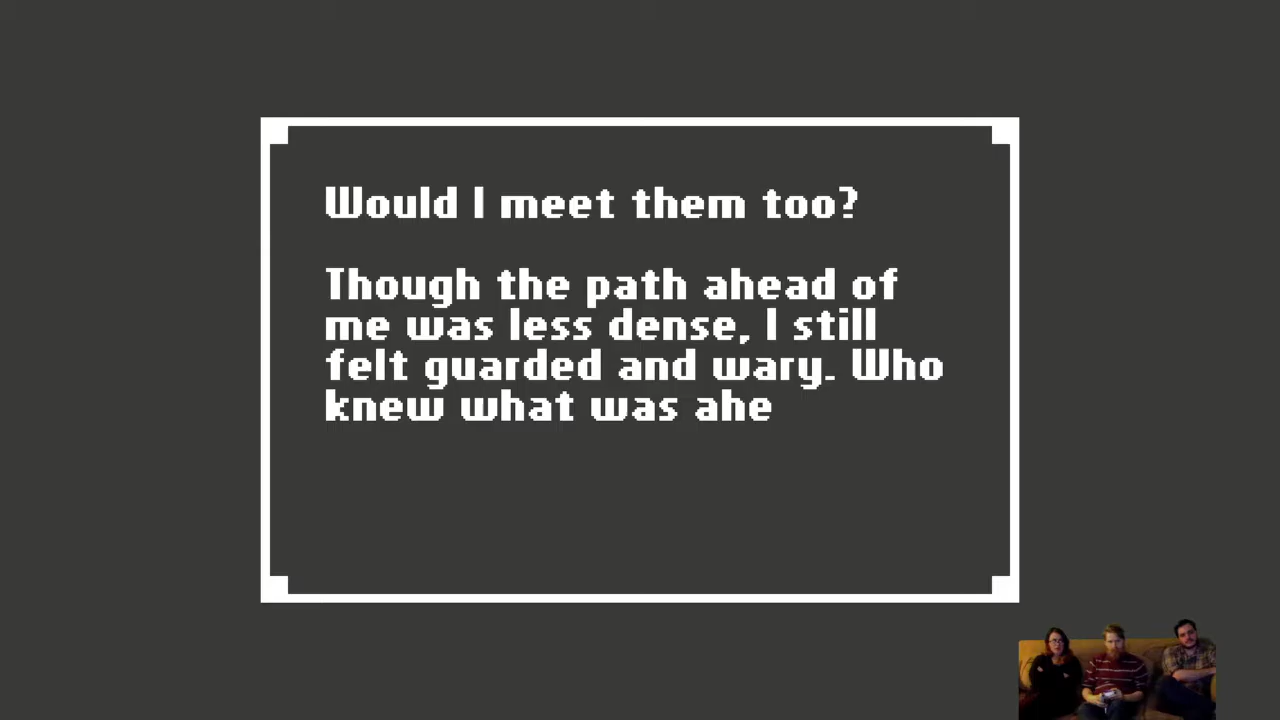 Would I meet them too?
Though the path ahead of
me was less dense, I still
felt guarded and wary. Who
knew what was ahe